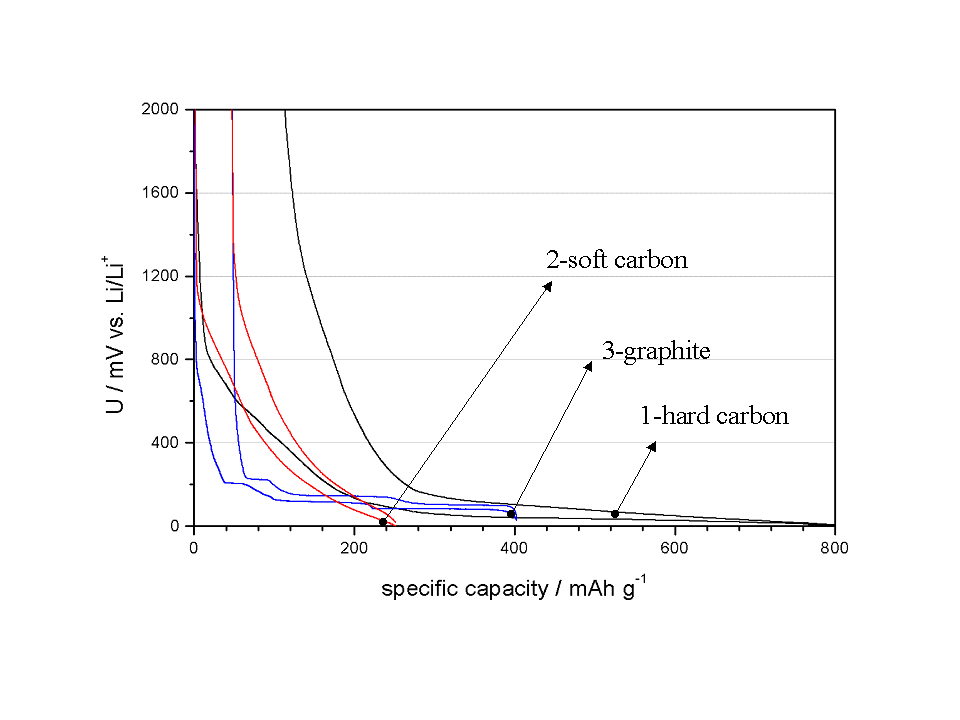 2000
1600
1200
800
400
0
U / mV vs. Li/Li+
2-soft carbon
3-graphite
1-hard carbon
0 200 400 600 800
specific capacity / mAh g-1